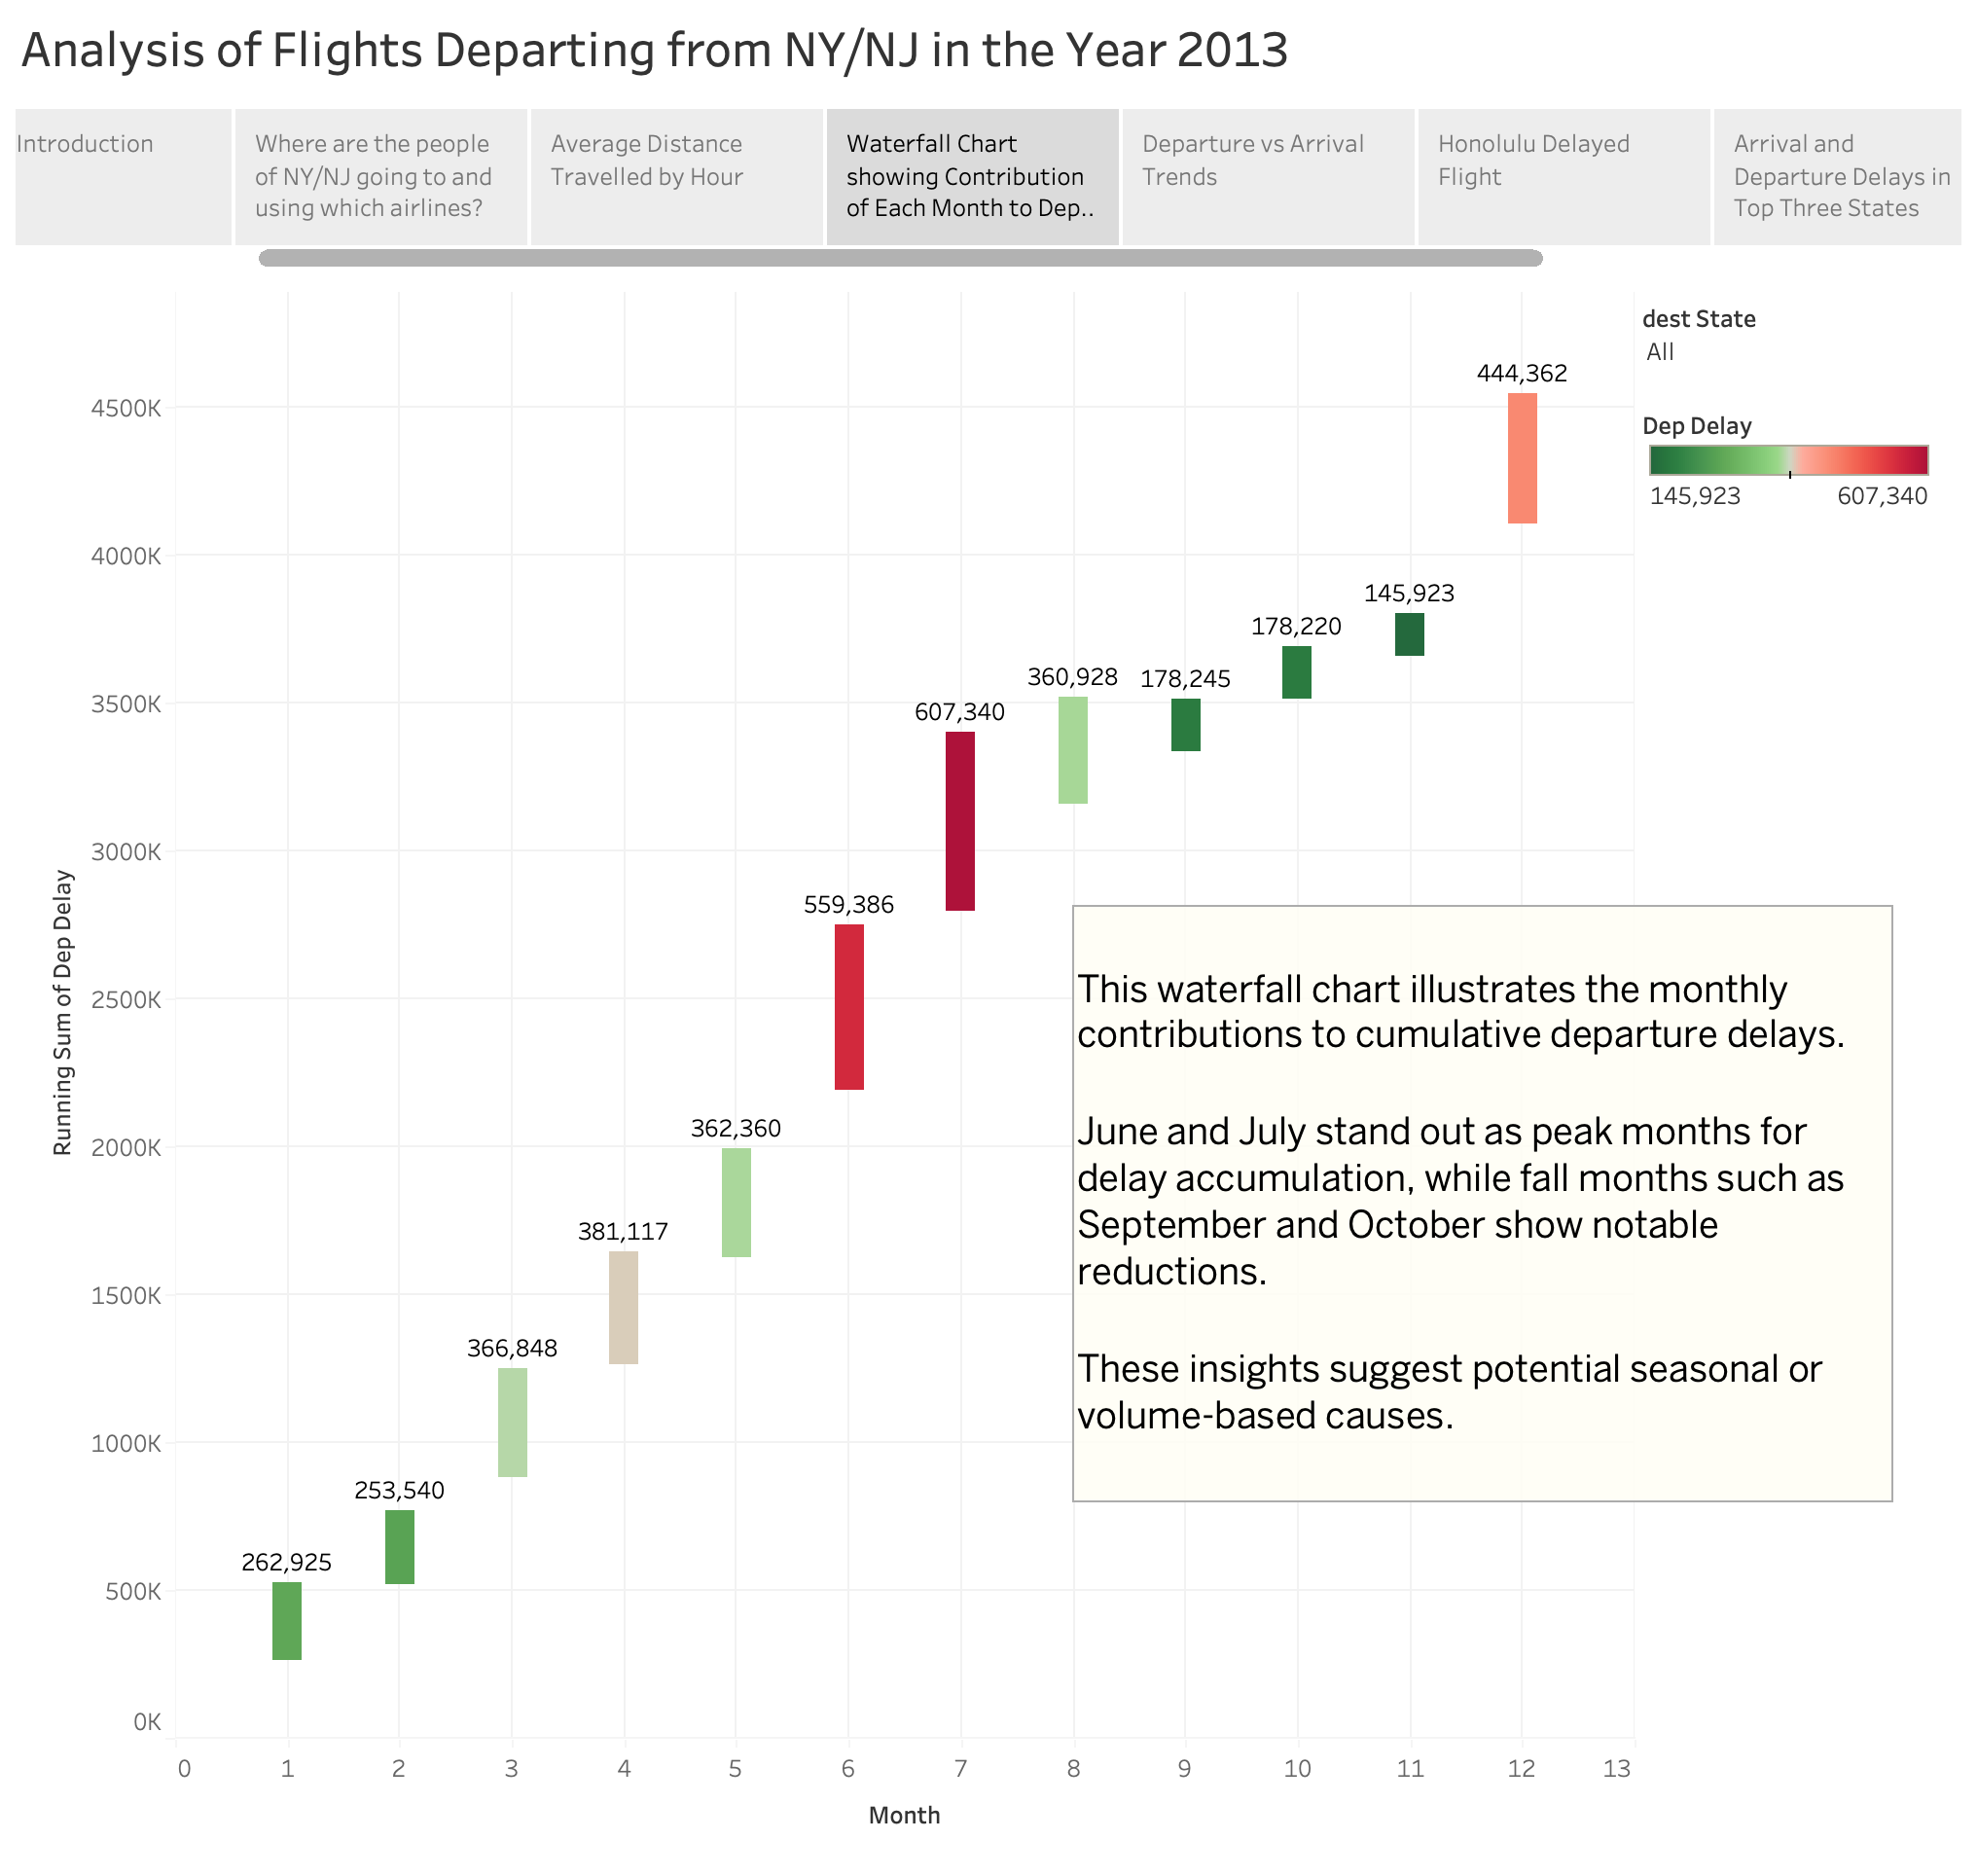 Analysis of Flights Departing from NY/NJ in the Year 2013
Introduction
Where are the people
of NY/NJ going to and
using which airlines?
Average Distance
Travelled by Hour
Waterfall Chart
showing Contribution
of Each Month to Dep..
Departure vs Arrival
Trends
Honolulu Delayed
Flight
Arrival and
Departure Delays in
Top Three States
dest State
All
Dep Delay
145,923 607,340
Running Sum of Dep Delay
4500K
4000K
3500K
3000K
2500K
2000K
1500K
1000K
500K
0K
262,925
253,540
366,848
381,117
362,360
559,386
607,340
360,928
178,245
178,220
145,923
444,362
This waterfall chart illustrates the monthly
contributions to cumulative departure delays.
June and July stand out as peak months for
delay accumulation, while fall months such as
September and October show notable
reductions.
These insights suggest potential seasonal or
volume-based causes.
0 1 2 3 4 5 6 7 8 9 10 11 12 13
Month